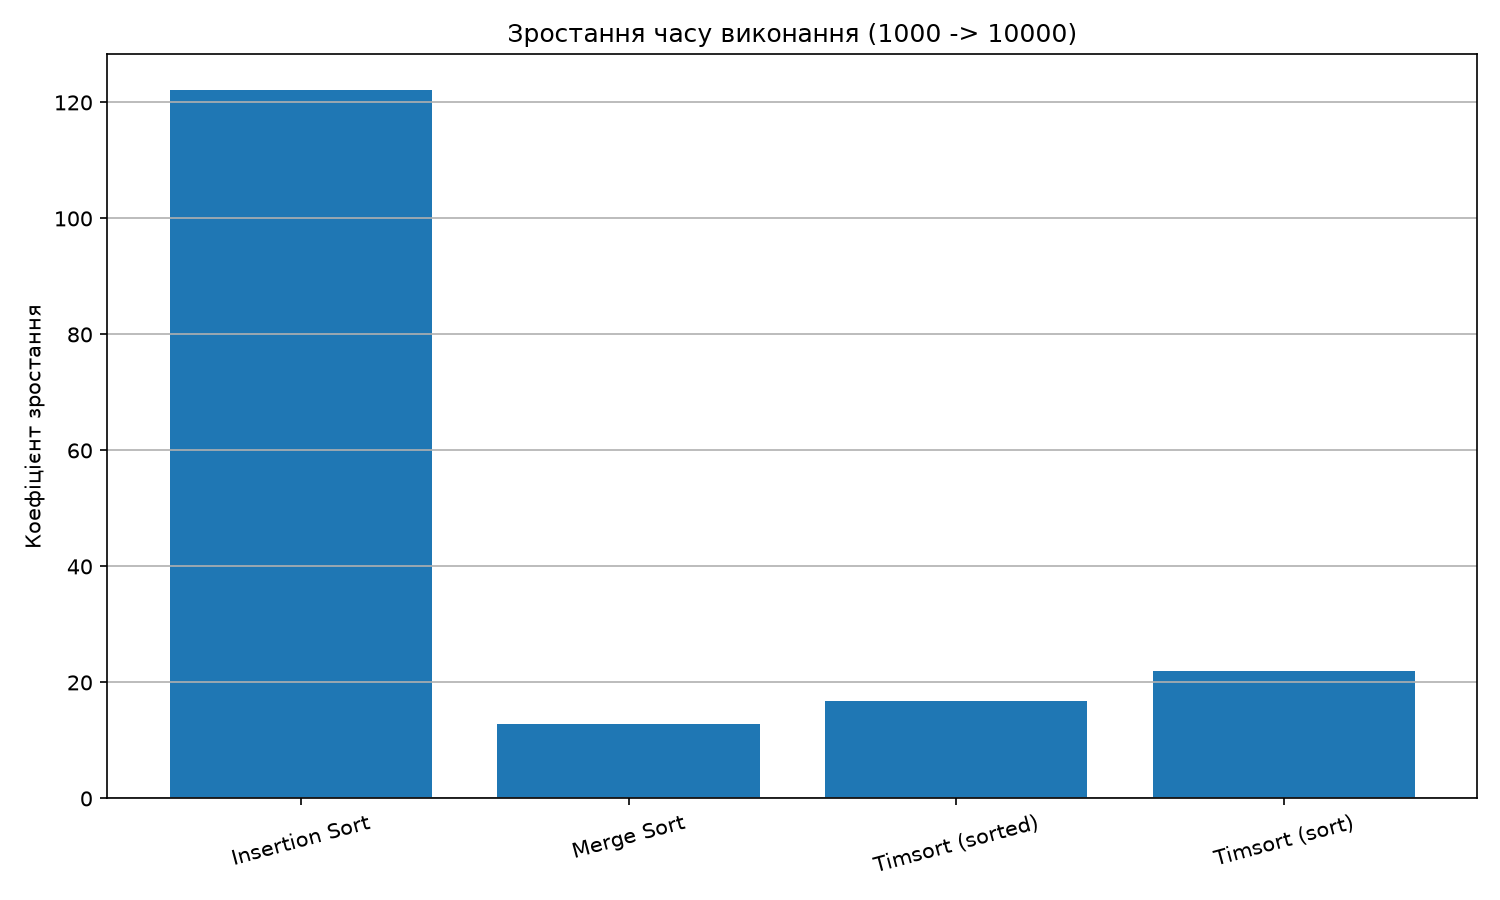 Зростання часу виконання (1000 -> 10000)
Коефіцієнт зростання
120
100
80
60
40
20
0
Insertion Sort
Merge Sort
Timsort (sorted)
Timsort (sort)